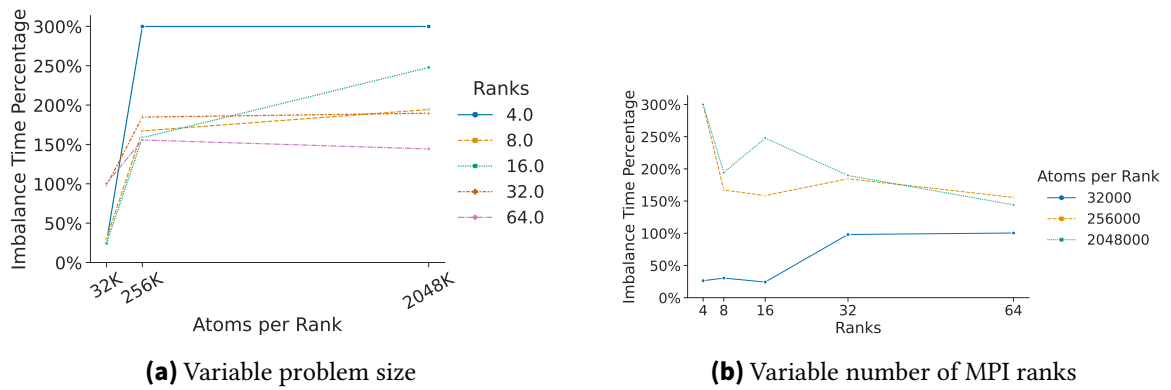 Imbalance Time Percentage
300%
250%
200%
150%
100%
50%
0%
32K
256K
2048K
Atoms per Rank
Ranks
4.0
8.0
16.0
32.0
64.0
(a) Variable problem size
Imbalance Time Percentage
300%
250%
200%
150%
100%
50%
0%
4
8
16
32
64
Ranks
Atoms per Rank
32000
256000
2048000
(b) Variable number of MPI ranks